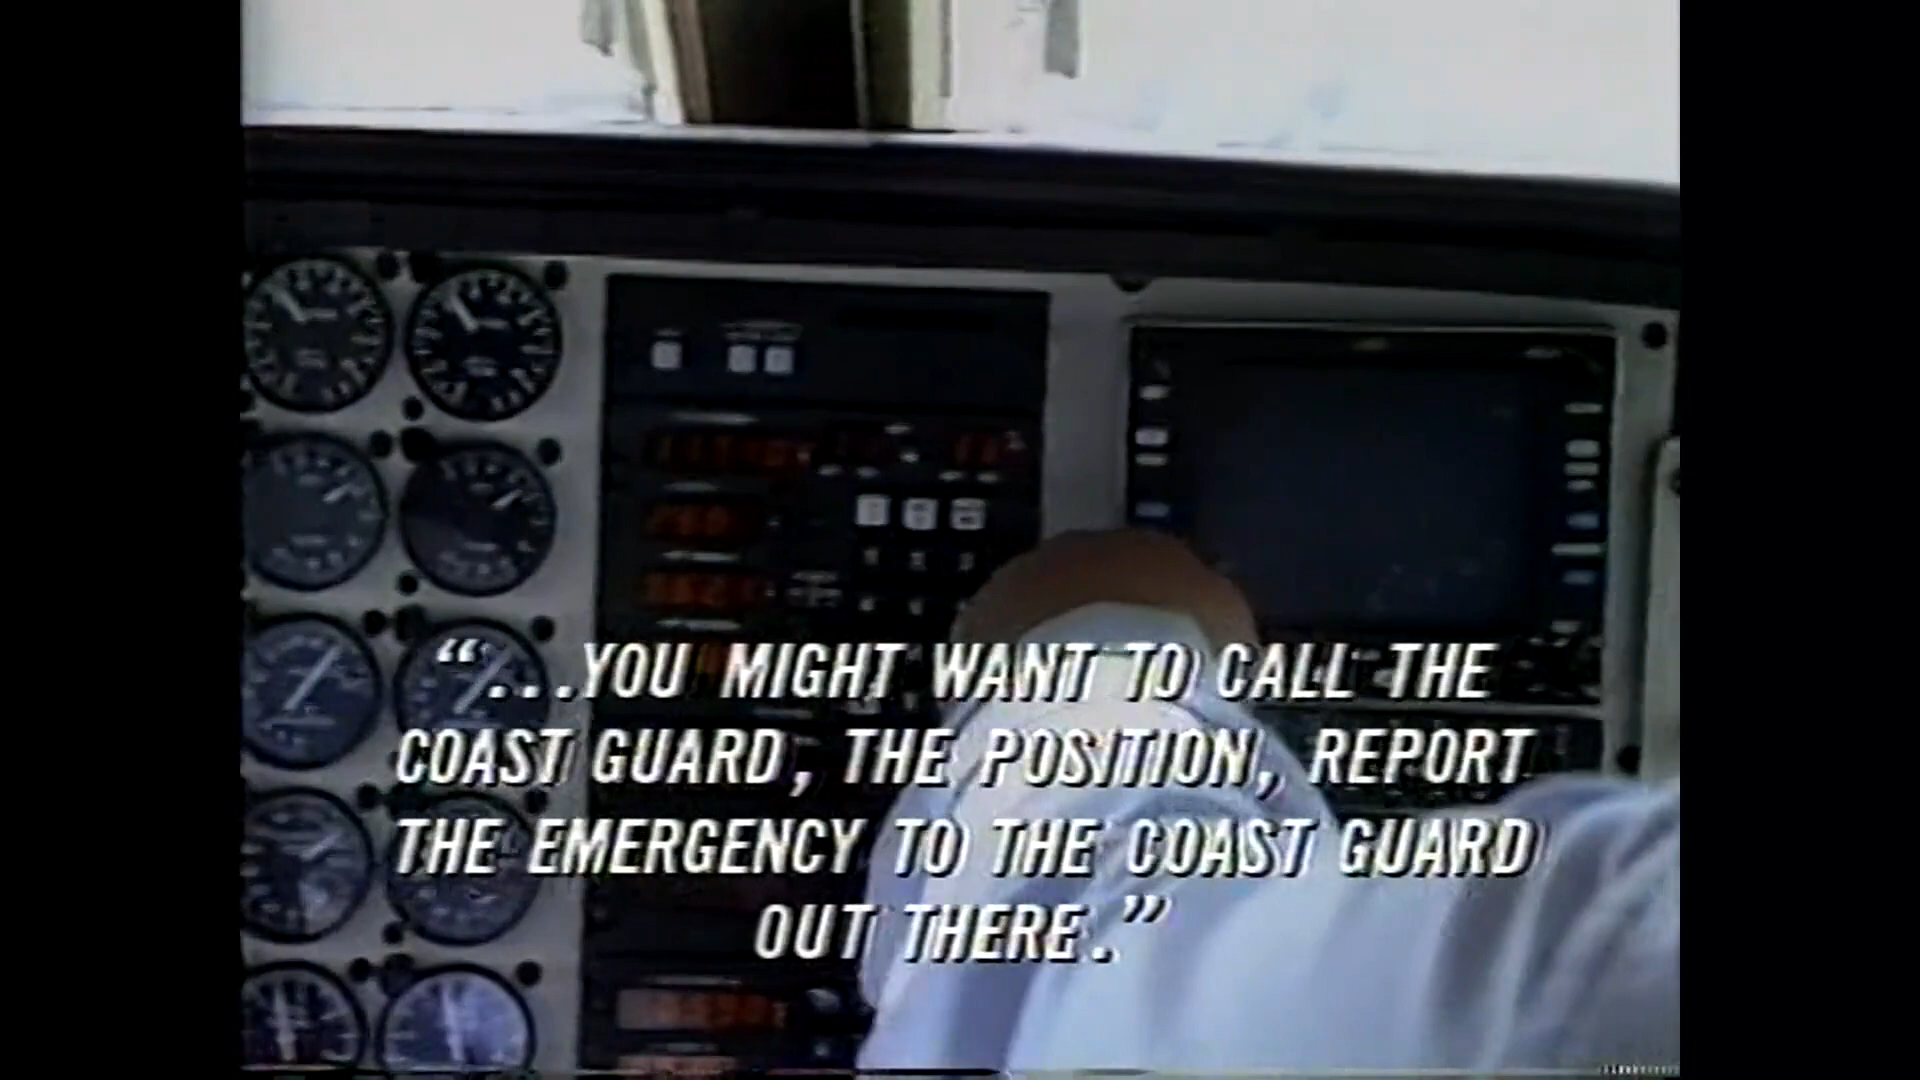 “...YOU MIGHT WANT TO CALL THE
COAST GUARD, THE POSITION, REPORT
THE EMERGENCY TO THE COAST GUARD
OUT THERE.”